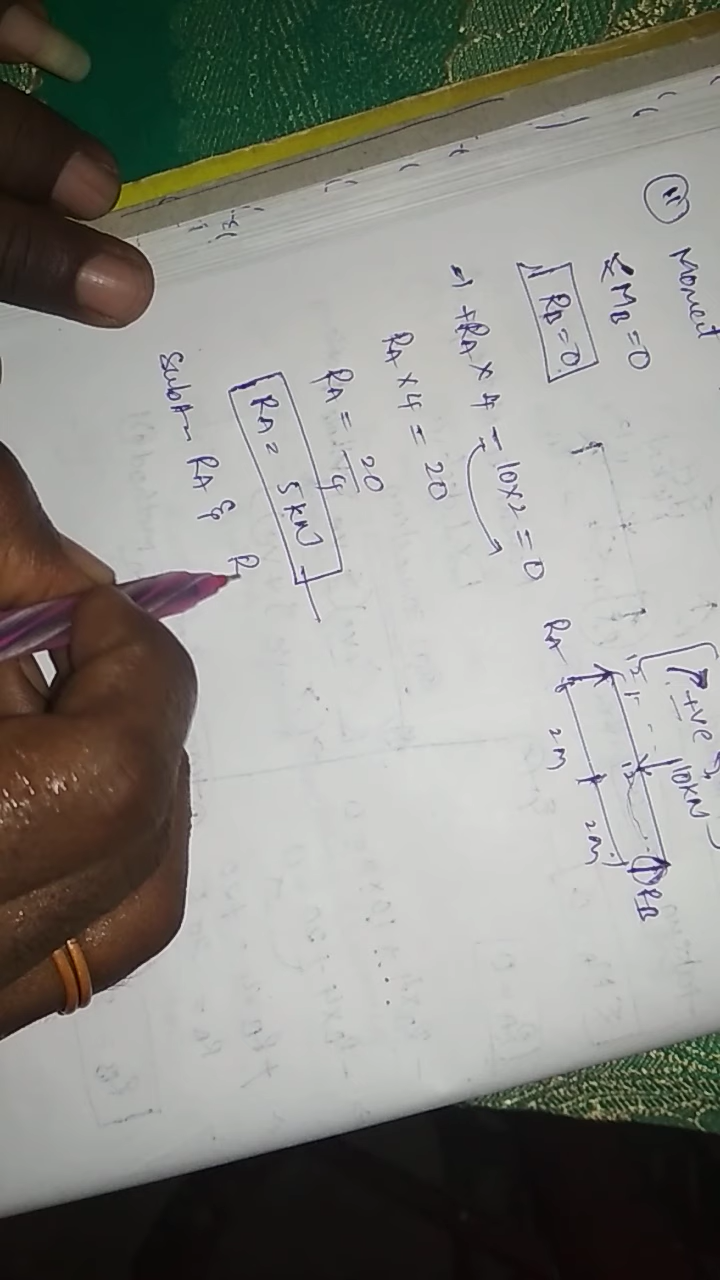 (ii) Moment
ΣMB = 0
RB = 0
+RA × 4 - 10×2 = 0
RA × 4 = 20
RA = 20/4
RA = 5 kN
RA & R
+ve
10KN
RA
RB
2m
2m